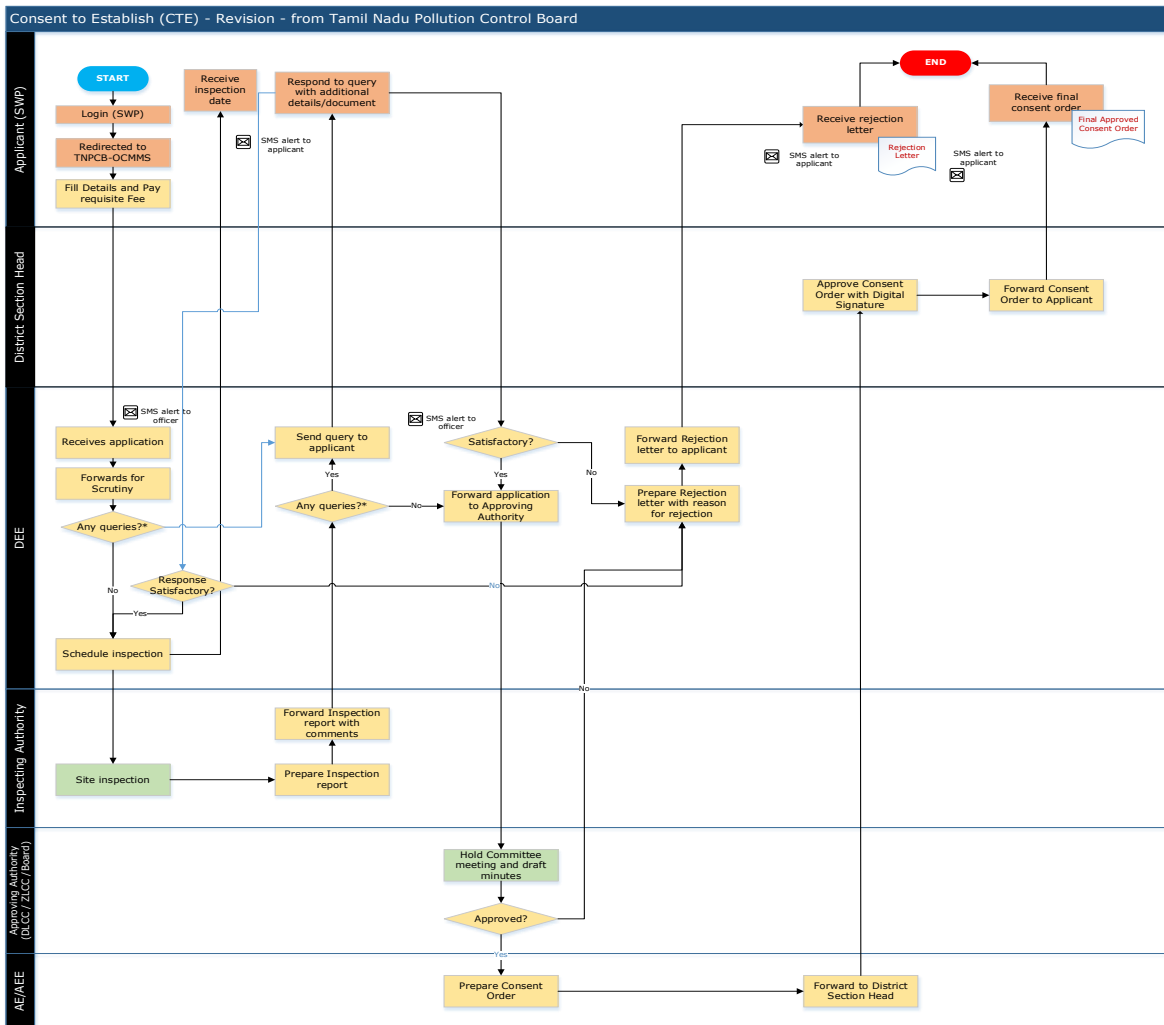 Consent to Establish (CTE) - Revision - from Tamil Nadu Pollution Control Board
Applicant (SWP)
START
Login (SWP)
Redirected to
TNPCB-OCMMS
Fill Details and Pay
requisite Fee
Receive
inspection
date
SMS alert to
applicant
Respond to query
with additional
details/document
END
Receive rejection
letter
Rejection
Letter
SMS alert to
applicant
Receive final
consent order
Final Approved
Consent Order
SMS alert to
applicant
District Section Head
Approve Consent
Order with Digital
Signature
Forward Consent
Order to Applicant
DEE
SMS alert to
officer
Receives application
Forwards for
Scrutiny
Any queries?*
No
Response
Satisfactory?
Yes
No
Schedule inspection
Send query to
applicant
Yes
Any queries?*
No
SMS alert to
officer
Satisfactory?
Yes
No
Forward application
to Approving
Authority
Forward Rejection
letter to applicant
Prepare Rejection
letter with reason
for rejection
No
Inspecting Authority
Forward Inspection
report with
comments
Site inspection
Prepare Inspection
report
Approving Authority
(DLCC / ZLCC / Board)
Hold Committee
meeting and draft
minutes
Approved?
Yes
AE/AEE
Prepare Consent
Order
Forward to District
Section Head